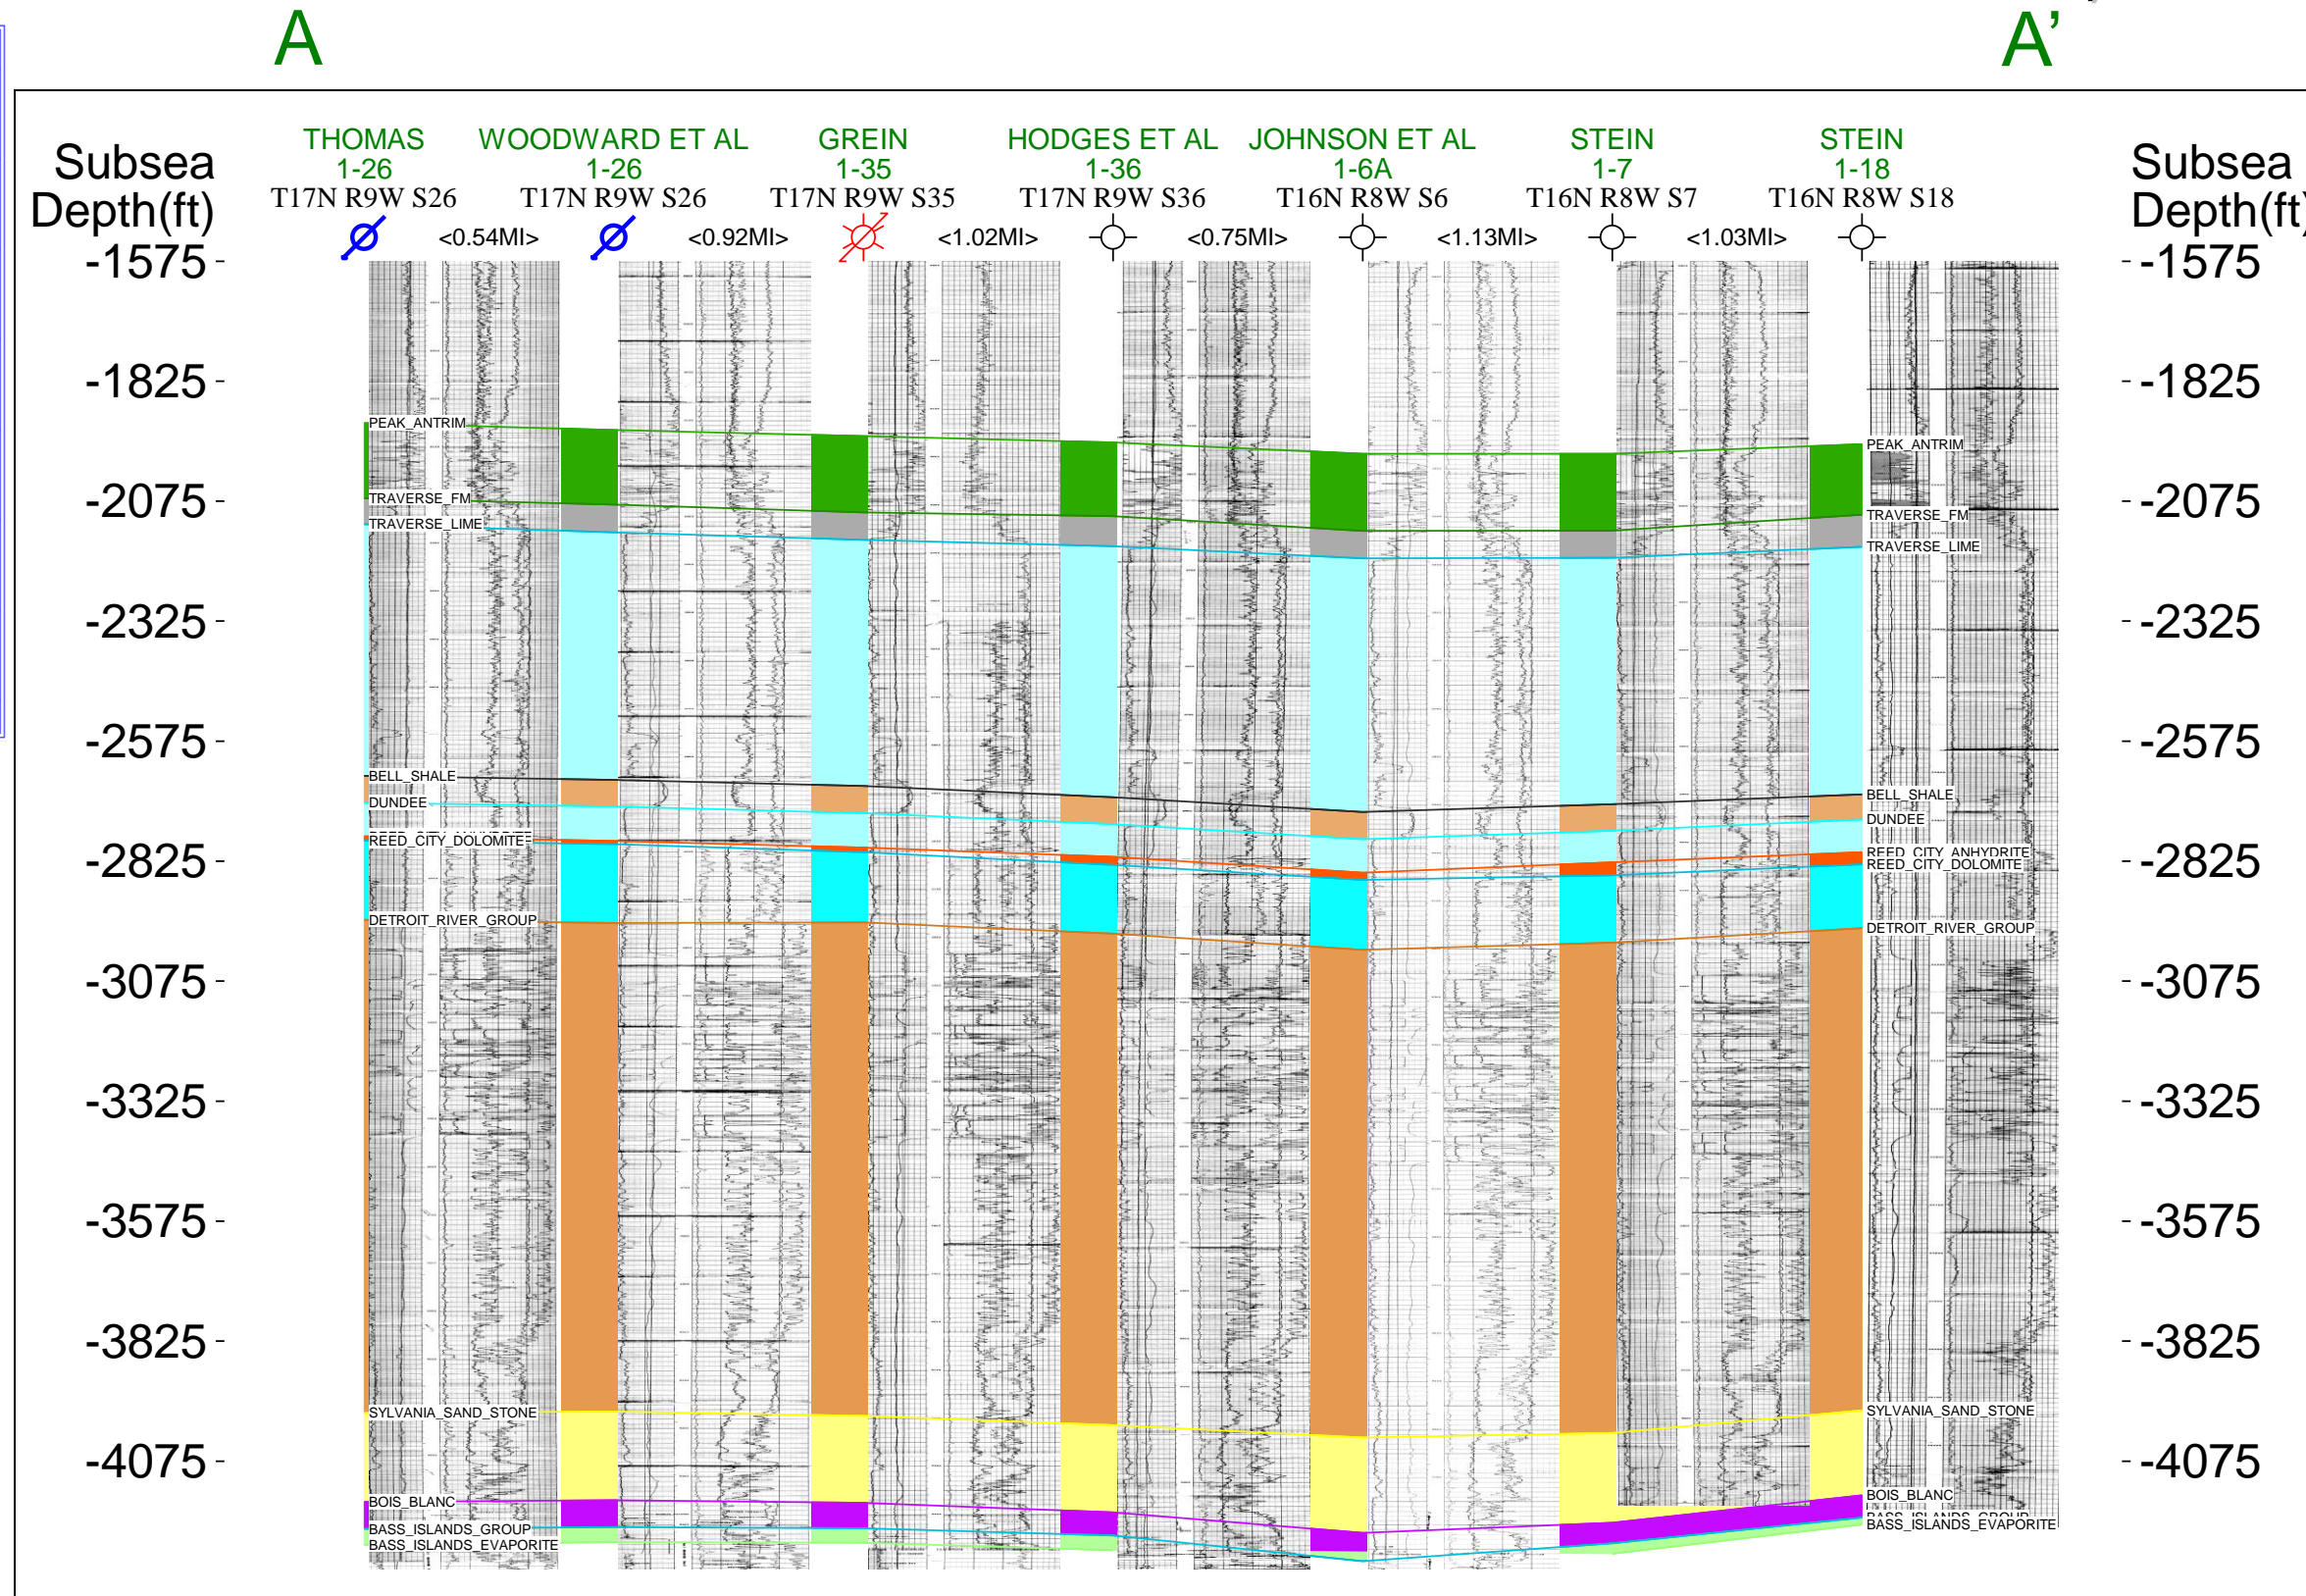 A
A’
Subsea
Depth(ft)
THOMAS
1-26
T17N R9W S26
WOODWARD ET AL
1-26
T17N R9W S26
GREIN
1-35
T17N R9W S35
HODGES ET AL
1-36
T17N R9W S36
JOHNSON ET AL
1-6A
T16N R8W S6
STEIN
1-7
T16N R8W S7
STEIN
1-18
T16N R8W S18
Subsea
Depth(ft)
<0.54MI>
<0.92MI>
<1.02MI>
<0.75MI>
<1.13MI>
<1.03MI>
-1575
-1825
-2075
-2325
-2575
-2825
-3075
-3325
-3575
-3825
-4075
PEAK_ANTRIM
TRAVERSE_FM
TRAVERSE_LIME
BELL_SHALE
DUNDEE
REED_CITY_DOLOMITE
DETROIT_RIVER_GROUP
SYLVANIA_SAND_STONE
BOIS_BLANC
BASS_ISLANDS_GROUP
BASS_ISLANDS_EVAPORITE
PEAK_ANTRIM
TRAVERSE_FM
TRAVERSE_LIME
BELL_SHALE
DUNDEE
REED_CITY_ANHYDRITE
REED_CITY_DOLOMITE
DETROIT_RIVER_GROUP
SYLVANIA_SAND_STONE
BOIS_BLANC
BASS_ISLANDS_GROUP
BASS_ISLANDS_EVAPORITE
-1575
-1825
-2075
-2325
-2575
-2825
-3075
-3325
-3575
-3825
-4075